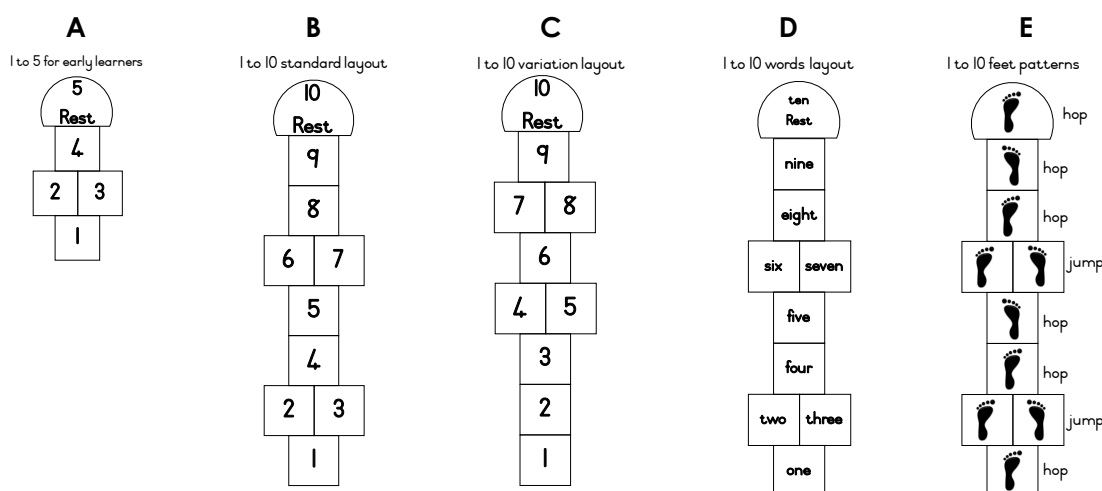 A
1 to 5 for early learners
5
Rest
4
2 3
1
B
1 to 10 standard layout
10
Rest
9
8
6 7
5
4
2 3
1
C
1 to 10 variation layout
10
Rest
9
7 8
6
4 5
3
2
1
D
1 to 10 words layout
ten
Rest
nine
eight
six seven
five
four
two three
one
E
1 to 10 feet patterns
hop
hop
hop
jump
hop
hop
jump
hop